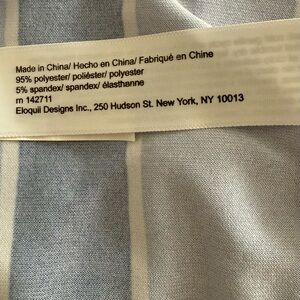 Made in China/ Hecho en China/ Fabriqué en Chine
95% polyester/ poliéster/ polyester
5% spandex/ spandex/ élasthanne
rn 142711
Eloquii Designs Inc., 250 Hudson St. New York, NY 10013